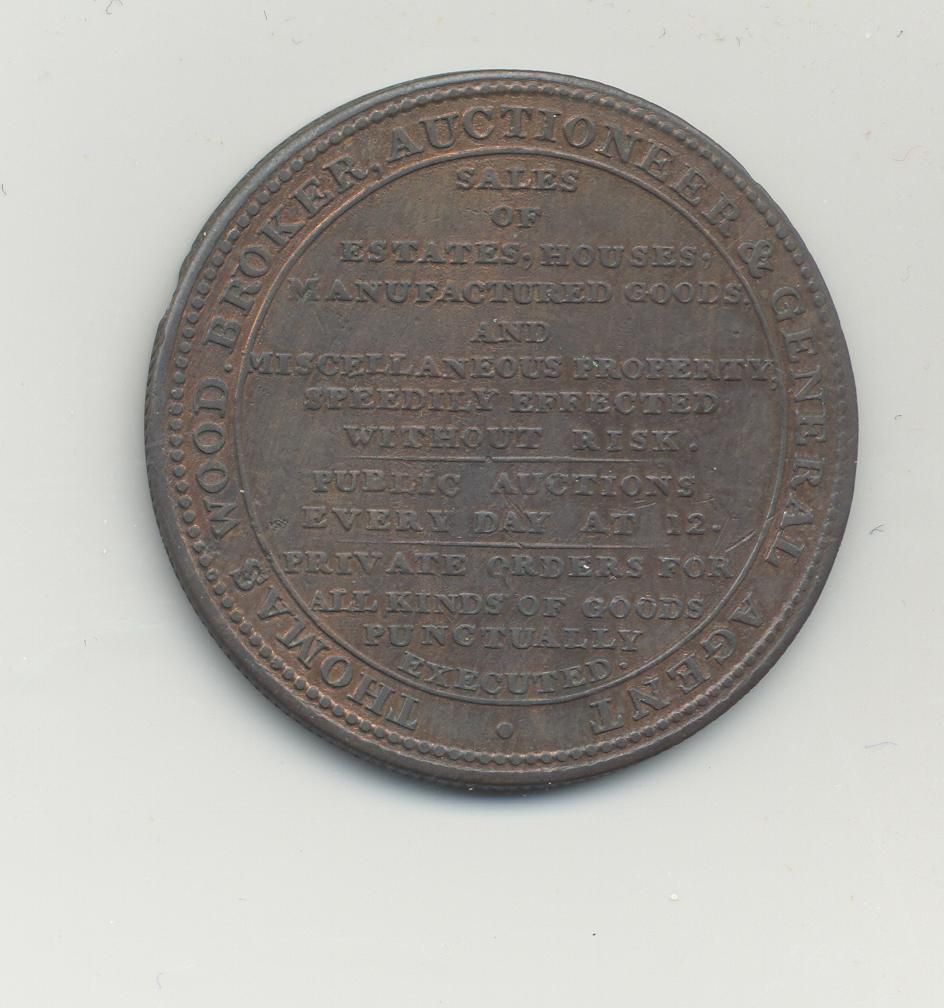 THOMAS WOOD. BROKER, AUCTIONEER & GENERAL AGENT
SALES
OF
ESTATES, HOUSES,
MANUFACTURED GOODS.
AND
MISCELLANEOUS PROPERTY,
SPEEDILY EFFECTED
WITHOUT RISK.
PUBLIC AUCTIONS
EVERY DAY AT 12.
PRIVATE ORDERS FOR
ALL KINDS OF GOODS
PUNCTUALLY
EXECUTED.